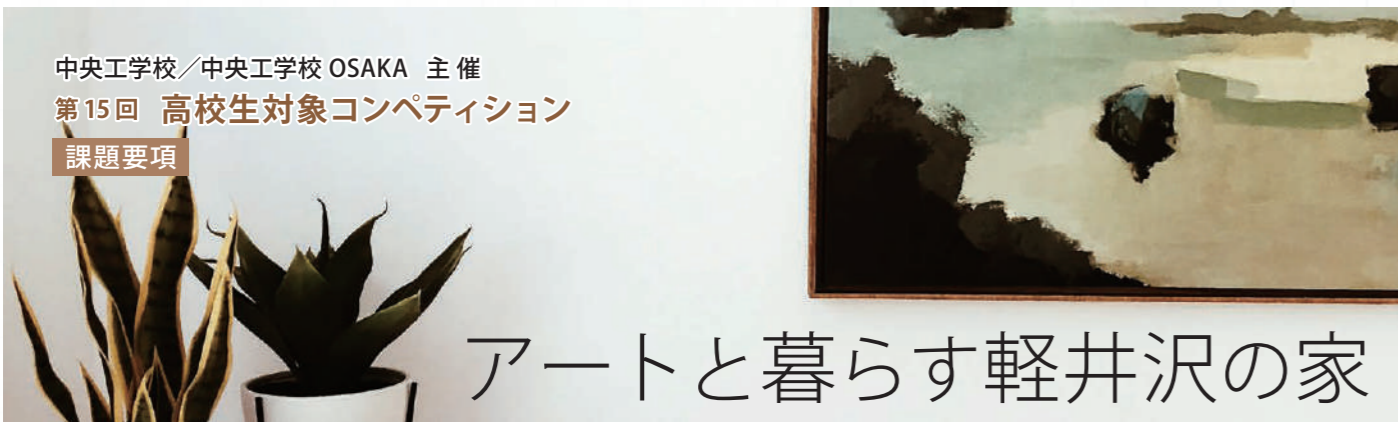 中央工学校／中央工学校 OSAKA 主 催
第15回 高校生対象コンペティション
課題要項
アートと暮らす軽井沢の家